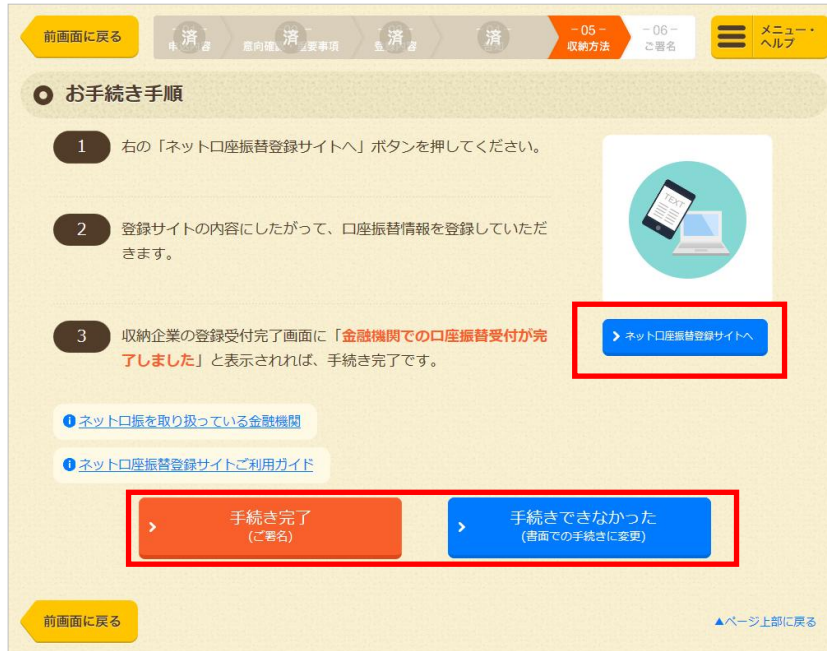 前画面に戻る
済
意向確 済 要事項
済
済
- 05 -
収納方法
- 06 -
ご署名
メニュー・
ヘルプ
お手続き手順
1
右の「ネット口座振替登録サイトへ」ボタンを押してください。
2
登録サイトの内容にしたがって、口座振替情報を登録していただ
きます。
TEXT
3
収納企業の登録受付完了画面に「金融機関での口座振替受付が完
了しました」と表示されれば、手続き完了です。
ネット口座振替登録サイトへ
ネット口振を取り扱っている金融機関
ネット口座振替登録サイトご利用ガイド
手続き完了
(ご署名)
手続きできなかった
(書面での手続きに変更)
前画面に戻る
▲ページ上部に戻る